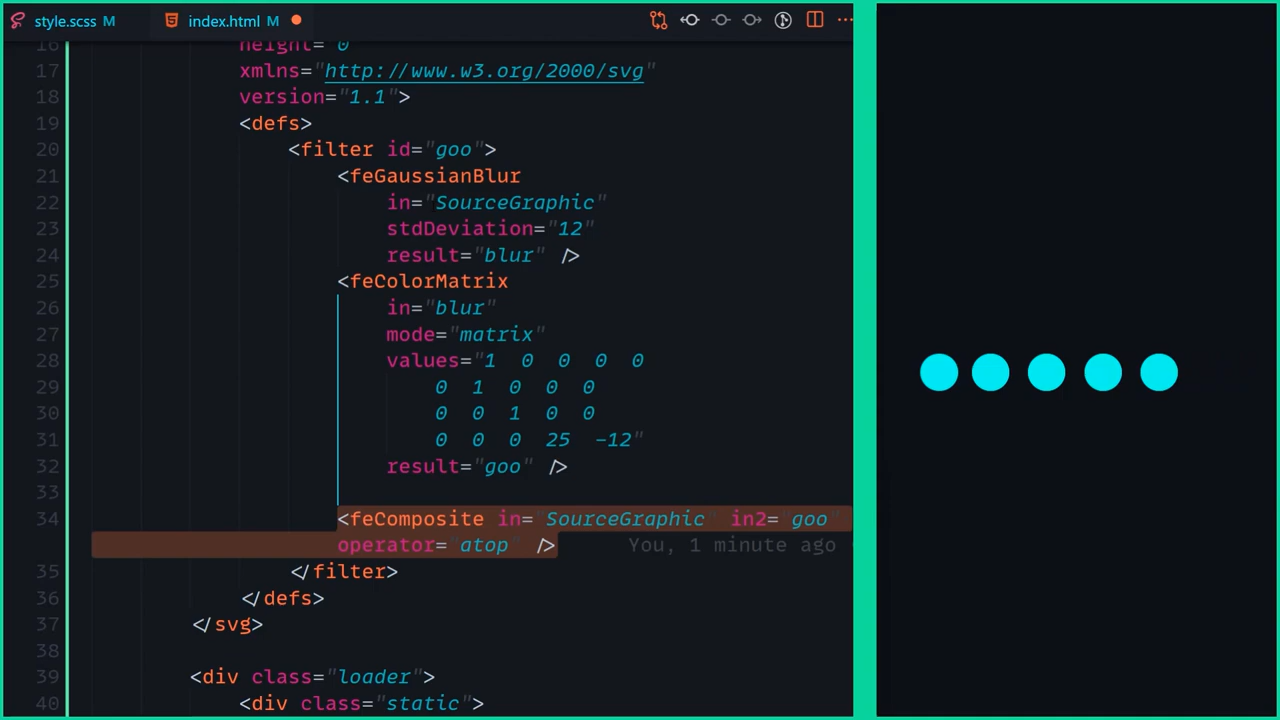 style.scss M index.html M
16 height="0
17 xmlns="http://www.w3.org/2000/svg"
18 version="1.1">
19 <defs>
20 <filter id="goo">
21 <feGaussianBlur
22 in="SourceGraphic"
23 stdDeviation="12"
24 result="blur" />
25 <feColorMatrix
26 in="blur"
27 mode="matrix"
28 values="1 0 0 0 0
29 0 1 0 0 0
30 0 0 1 0 0
31 0 0 0 25 -12"
32 result="goo" />
33
34 <feComposite in="SourceGraphic" in2="goo"
operator="atop" /> You, 1 minute ago
35 </filter>
36 </defs>
37 </svg>
38
39 <div class="loader">
40 <div class="static">